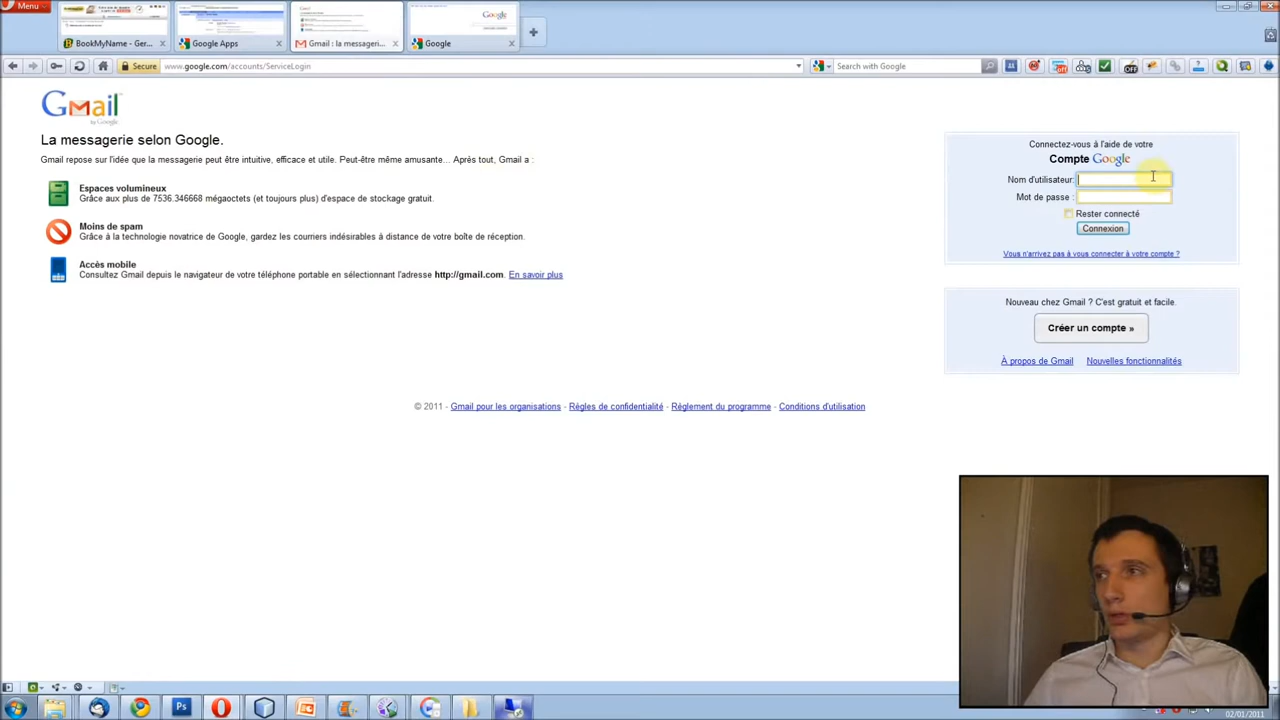 Menu
BookMyName - Ger...
Google Apps
Gmail : la messageri...
Google
Secure
www.google.com/accounts/ServiceLogin
Search with Google
Gmail
by Google
La messagerie selon Google.
Gmail repose sur l'idée que la messagerie peut être intuitive, efficace et utile. Peut-être même amusante... Après tout, Gmail a :
Espaces volumineux
Grâce aux plus de 7536.346668 mégaoctets (et toujours plus) d'espace de stockage gratuit.
Moins de spam
Grâce à la technologie novatrice de Google, gardez les courriers indésirables à distance de votre boîte de réception.
Accès mobile
Consultez Gmail depuis le navigateur de votre téléphone portable en sélectionnant l'adresse http://gmail.com. En savoir plus
Connectez-vous à l'aide de votre
Compte Google
Nom d'utilisateur:
Mot de passe :
Rester connecté
Connexion
Vous n'arrivez pas à vous connecter à votre compte ?
Nouveau chez Gmail ? C'est gratuit et facile.
Créer un compte »
À propos de Gmail Nouvelles fonctionnalités
© 2011 - Gmail pour les organisations - Règles de confidentialité - Règlement du programme - Conditions d'utilisation
02/01/2011